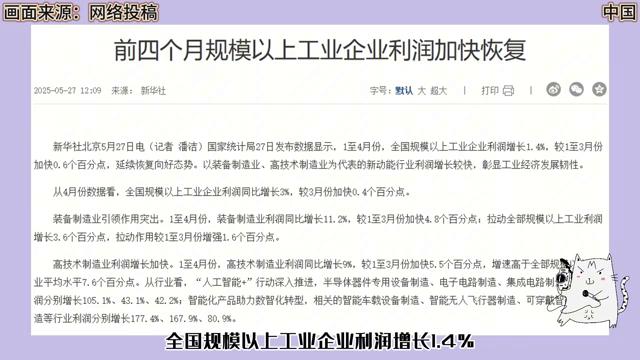 画面来源：网络投稿
中国
前四个月规模以上工业企业利润加快恢复
2025-05-27 12:09 来源： 新华社
字号：默认 大 超大 | 打印
新华社北京5月27日电（记者 潘洁）国家统计局27日发布数据显示，1至4月份，全国规模以上工业企业利润增长1.4%，较1至3月份
加快0.6个百分点，延续恢复向好态势。以装备制造业、高技术制造业为代表的新动能行业利润增长较快，彰显工业经济发展韧性。
从4月份数据看，全国规模以上工业企业利润同比增长3%，较3月份加快0.4个百分点。
装备制造业引领作用突出。1至4月份，装备制造业利润同比增长11.2%，较1至3月份加快4.8个百分点；拉动全部规模以上工业利润
增长3.6个百分点，拉动作用较1至3月份增强1.6个百分点。
高技术制造业利润增长加快。1至4月份，高技术制造业利润同比增长9%，较1至3月份加快5.5个百分点，增速高于全部规
业平均水平7.6个百分点。从行业看，“人工智能+”行动深入推进，半导体器件专用设备制造、电子电路制造、集成电路制造
润分别增长105.1%、43.1%、42.2%；智能化产品助力数智化转型，相关的智能车载设备制造、智能无人飞行器制造、可穿戴智
造等行业利润分别增长177.4%、167.9%、80.9%。
全国规模以上工业企业利润增长1.4%